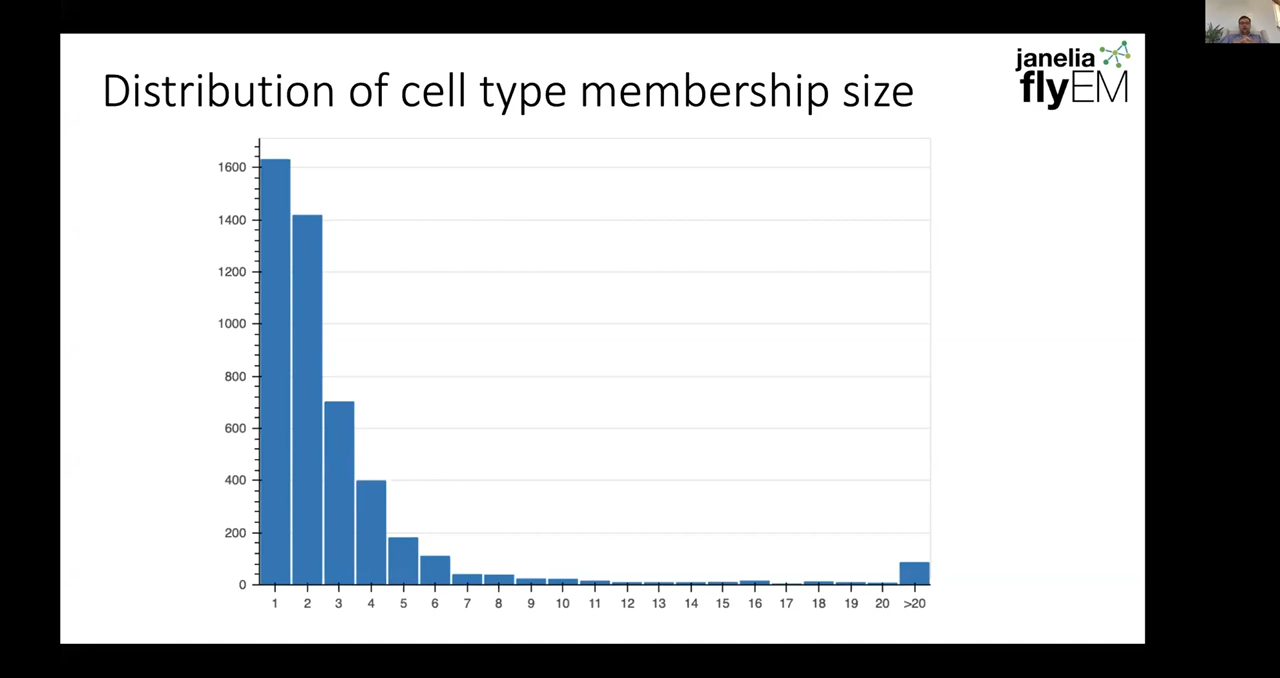 Distribution of cell type membership size
janelia
flyEM
1600
1400
1200
1000
800
600
400
200
0
1 2 3 4 5 6 7 8 9 10 11 12 13 14 15 16 17 18 19 20 >20